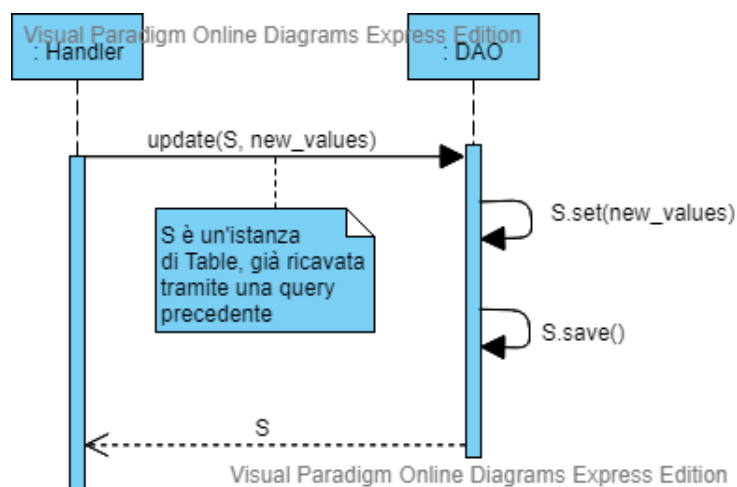 Visual Paradigm Online Diagrams Express Edition
: Handler
: DAO
update(S, new_values)
S.set(new_values)
S è un'istanza
di Table, già ricavata
tramite una query
precedente
S.save()
S
Visual Paradigm Online Diagrams Express Edition